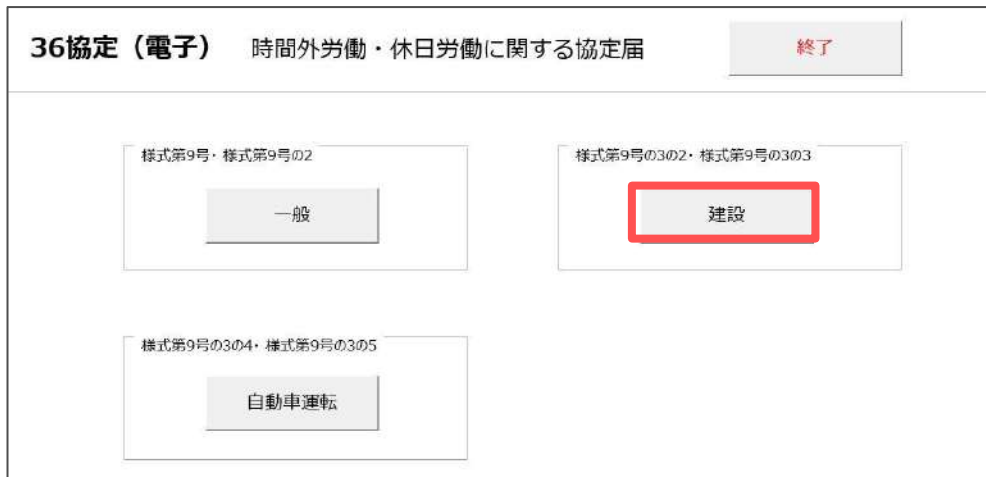 36協定（電子） 時間外労働・休日労働に関する協定届 終了
様式第9号・様式第9号の2
一般
様式第9号の3の2・様式第9号の3の3
建設
様式第9号の3の4・様式第9号の3の5
自動車運転